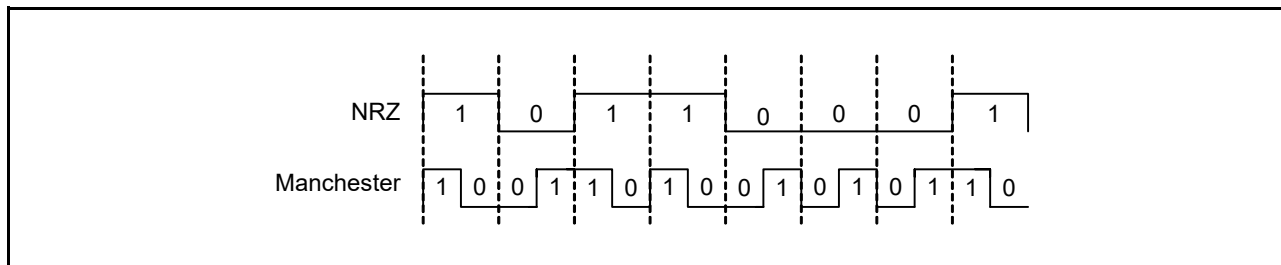 NRZ 1 0 1 1 0 0 0 1
Manchester 1 0 0 1 1 0 1 0 0 1 0 1 0 1 1 0